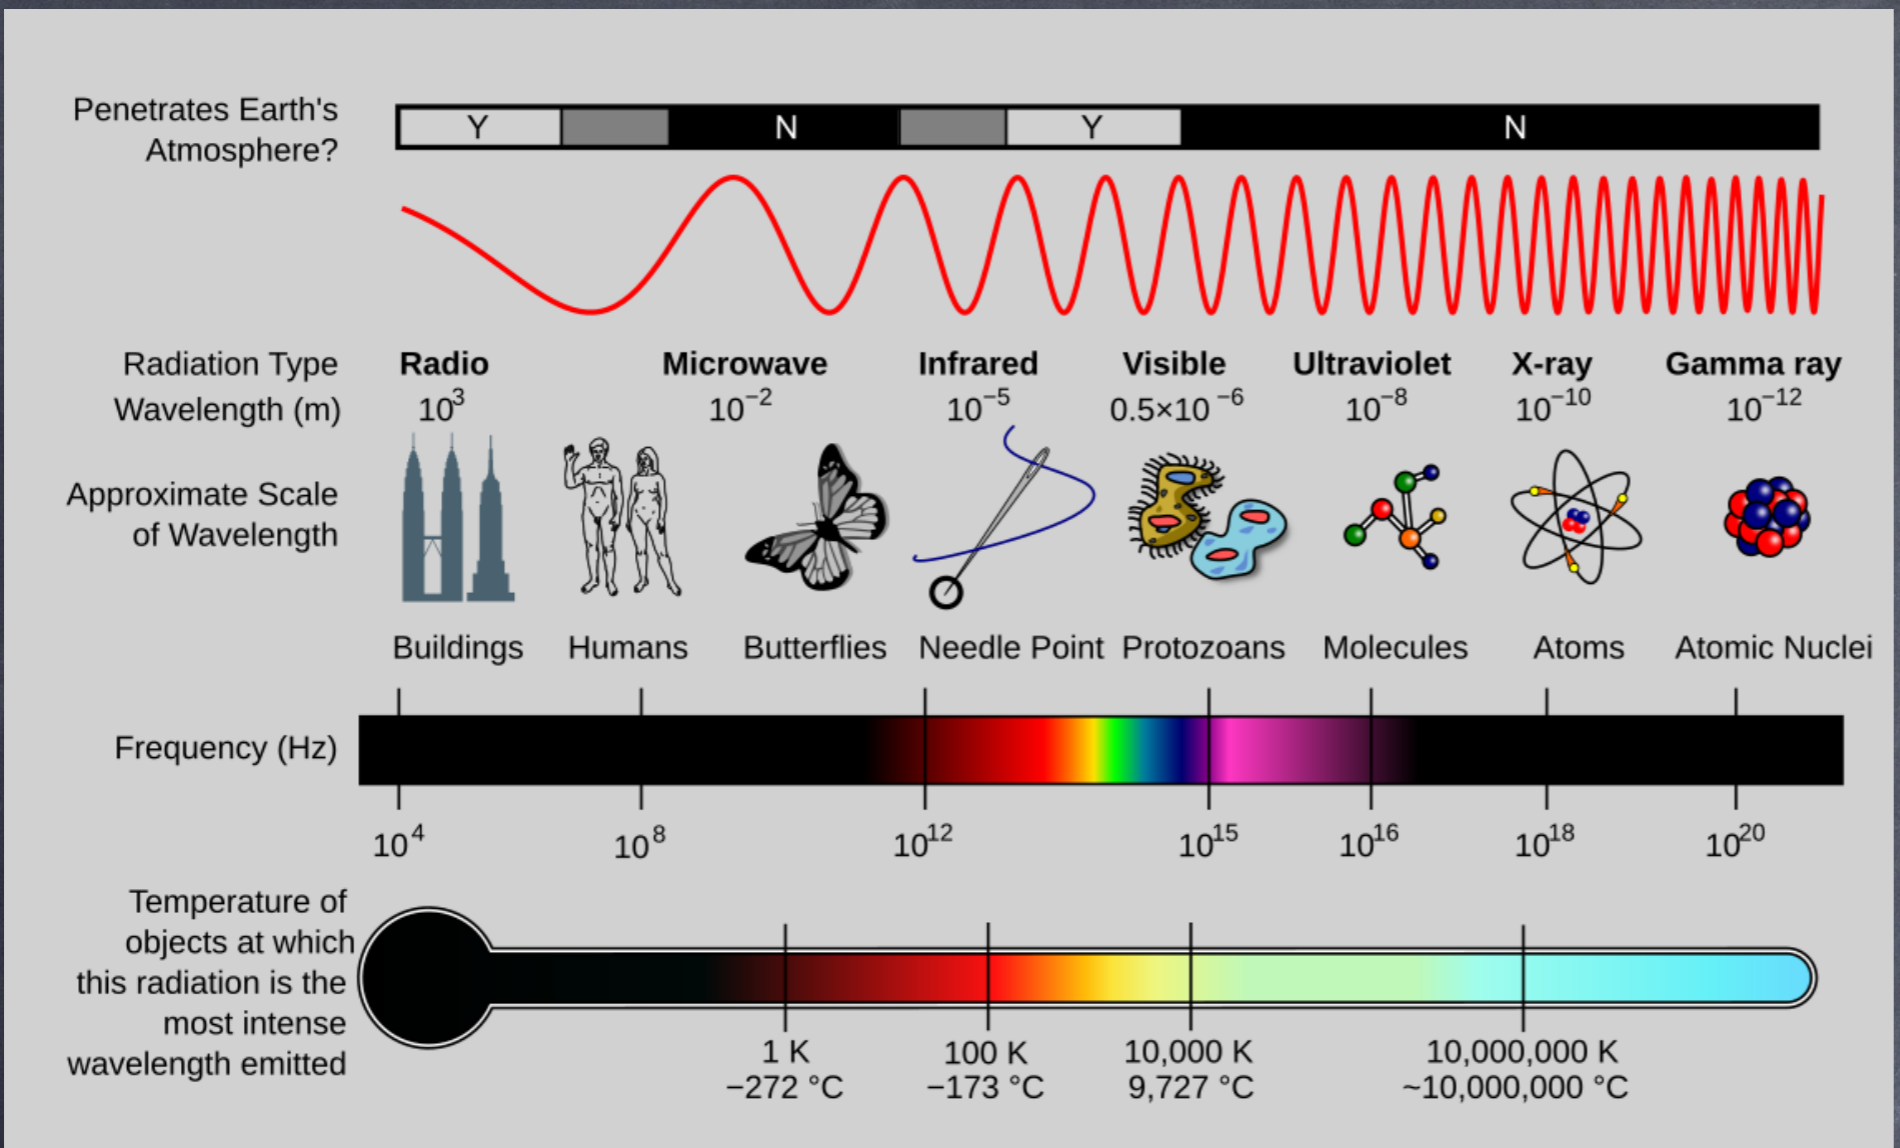 Penetrates Earth's
Atmosphere?
Y N Y N
Radiation Type
Radio Microwave Infrared Visible Ultraviolet X-ray Gamma ray
Wavelength (m)
10³ 10⁻² 10⁻⁵ 0.5×10⁻⁶ 10⁻⁸ 10⁻¹⁰ 10⁻¹²
Approximate Scale
of Wavelength
Buildings Humans Butterflies Needle Point Protozoans Molecules Atoms Atomic Nuclei
Frequency (Hz)
10⁴ 10⁸ 10¹² 10¹⁵ 10¹⁶ 10¹⁸ 10²⁰
Temperature of
objects at which
this radiation is the
most intense
wavelength emitted
1 K 100 K 10,000 K 10,000,000 K
−272 °C −173 °C 9,727 °C ~10,000,000 °C